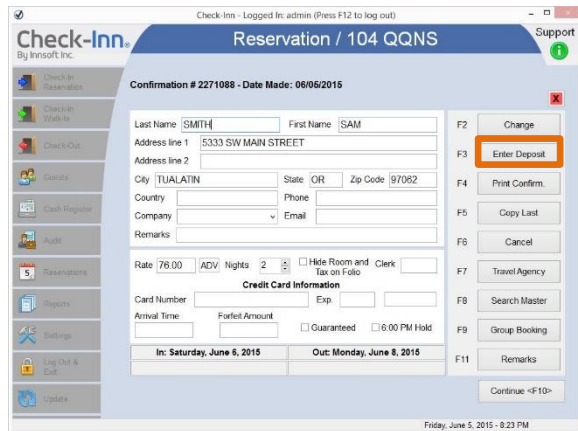 Check-Inn - Logged In: admin (Press F12 to log out)
Check-Inn®
By Innsoft Inc.
Reservation / 104 QQNS
Support
Check-In Reservation
Check-In Walk-In
Check-Out
Guests
Cash Register
Audit
5 Reservations
Reports
Settings
Log Out & Exit
Update
Confirmation # 2271088 - Date Made: 06/05/2015
X
Last Name SMITH First Name SAM
Address line 1 5333 SW MAIN STREET
Address line 2
City TUALATIN State OR Zip Code 97062
Country Phone
Company Email
Remarks
Rate 76.00 ADV Nights 2 Hide Room and Tax on Folio Clerk
Credit Card Information
Card Number Exp.
Arrival Time Forfeit Amount
Guaranteed 6:00 PM Hold
In: Saturday, June 6, 2015 Out: Monday, June 8, 2015
F2 Change
F3 Enter Deposit
F4 Print Confirm.
F5 Copy Last
F6 Cancel
F7 Travel Agency
F8 Search Master
F9 Group Booking
F11 Remarks
Continue <F10>
Friday, June 5, 2015 - 8:23 PM